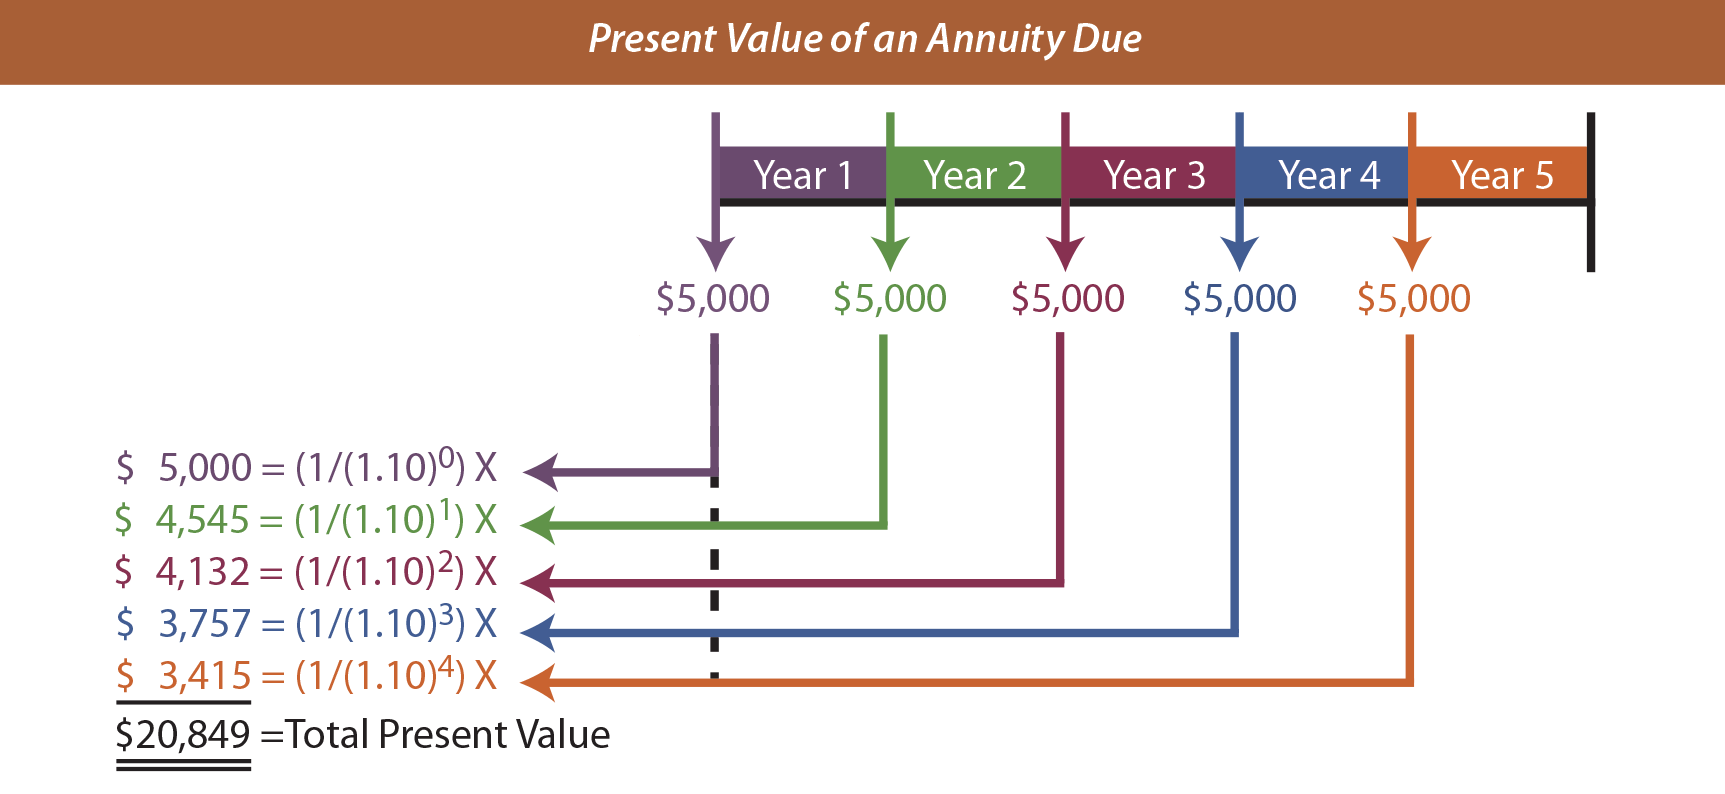 Present Value of an Annuity Due
Year 1 Year 2 Year 3 Year 4 Year 5
$5,000 $5,000 $5,000 $5,000 $5,000
$ 5,000 = (1/(1.10)⁰) X
$ 4,545 = (1/(1.10)¹) X
$ 4,132 = (1/(1.10)²) X
$ 3,757 = (1/(1.10)³) X
$ 3,415 = (1/(1.10)⁴) X
$20,849 =Total Present Value